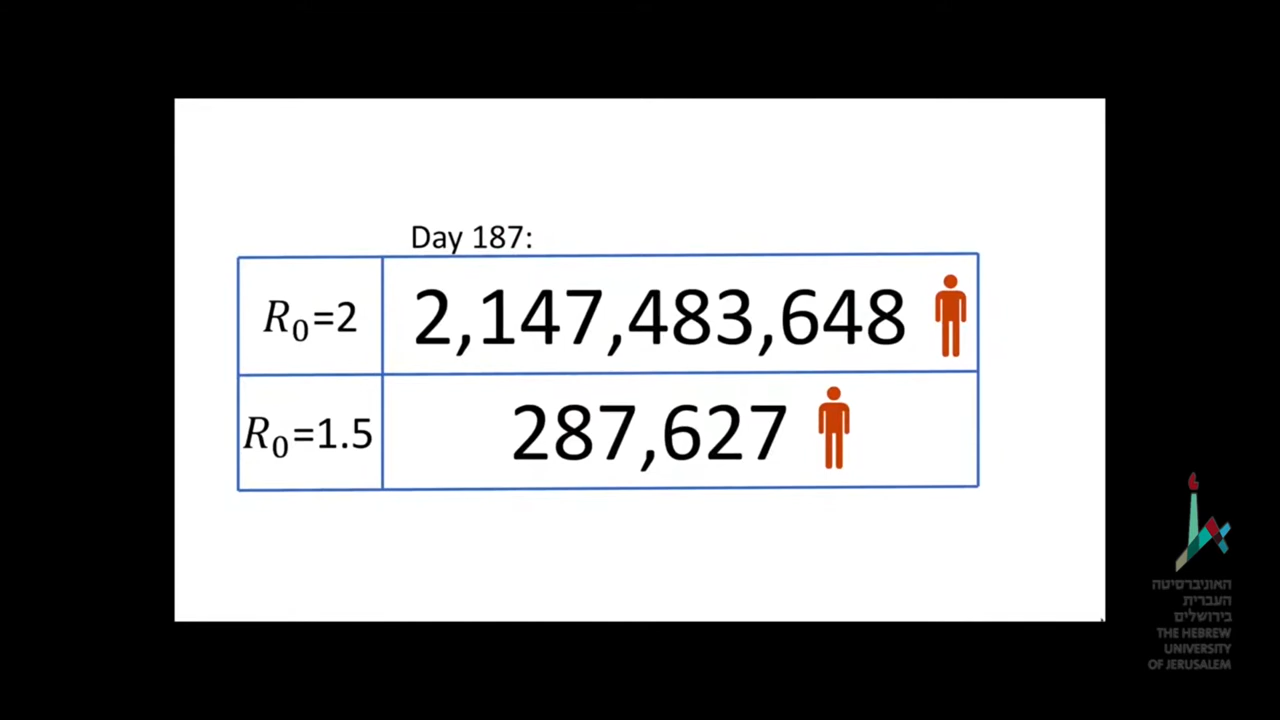 Day 187:
R₀=2
2,147,483,648
R₀=1.5
287,627
האוניברסיטה
העברית
בירושלים
THE HEBREW
UNIVERSITY
OF JERUSALEM